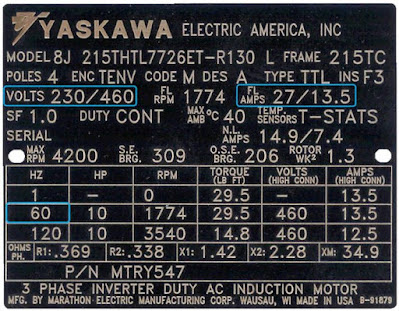 YASKAWA ELECTRIC AMERICA, INC
MODEL 8J 215THTL7726ET-R130 L FRAME 215TC
POLES 4 ENC TENV CODE M DES A TYPE TTL INS F3
VOLTS 230/460 FL RPM 1774 FL AMPS 27/13.5
SF 1.0 DUTY CONT MAX AMB °C 40 TEMP. SENSORS T-STATS
SERIAL N.L. AMPS 14.9/7.4
MAX RPM 4200 S.E. BRG. 309 O.S.E. BRG. 206 ROTOR WK² 1.3
HZ HP RPM TORQUE (LB FT) VOLTS (HIGH CONN) AMPS (HIGH CONN)
1 — 0 29.5 — 13.5
60 10 1774 29.5 460 13.5
120 10 3540 14.8 460 12.5
OHMS PH. R1: .369 R2: .338 X1: 1.42 X2: 2.28 XM: 34.9
P/N MTRY547
3 PHASE INVERTER DUTY AC INDUCTION MOTOR
MFG. BY MARATHON ELECTRIC MANUFACTURING CORP. WAUSAU, WI MADE IN USA B-91879